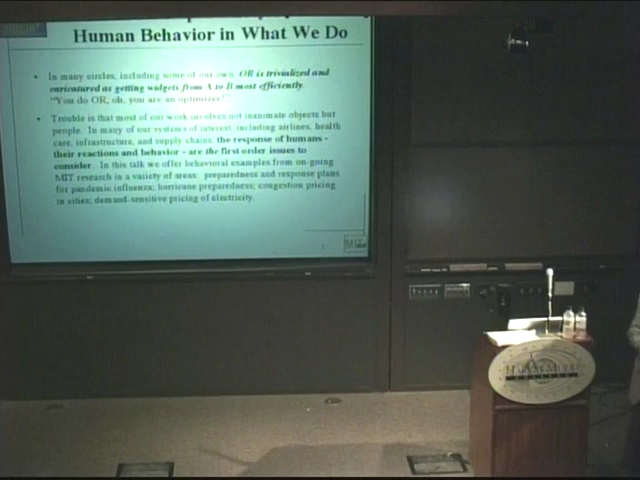 Human Behavior in What We Do
• In many circles, including some of our own, OR is trivialized and
caricatured as getting widgets from A to B most efficiently.
"You do OR, oh, you are an optimizer!"
• Trouble is that most of our work involves not inanimate objects but
people. In many of our systems of interest, including airlines, health
care, infrastructure, and supply chains, the response of humans -
their reactions and behavior - are the first order issues to
consider. In this talk we offer behavioral examples from on-going
MIT research in a variety of areas: preparedness and response plans
for pandemic influenza; hurricane preparedness; congestion pricing
in cities; demand-sensitive pricing of electricity.
MIT
HARVEY MUDD
COLLEGE